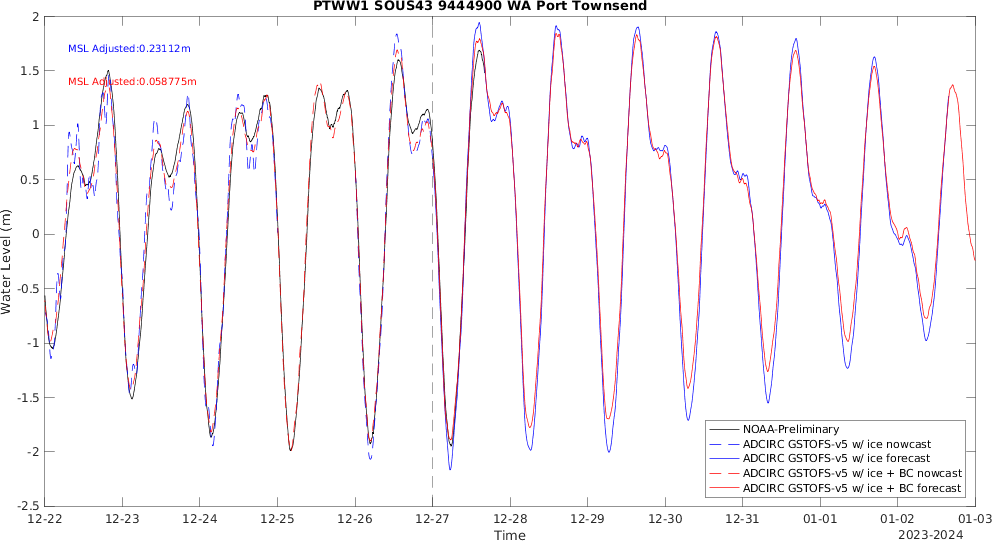 PTWW1 SOUS43 9444900 WA Port Townsend
MSL Adjusted:0.23112m
MSL Adjusted:0.058775m
Water Level (m)
2
1.5
1
0.5
0
-0.5
-1
-1.5
-2
-2.5
NOAA-Preliminary
ADCIRC GSTOFS-v5 w/ ice nowcast
ADCIRC GSTOFS-v5 w/ ice forecast
ADCIRC GSTOFS-v5 w/ ice + BC nowcast
ADCIRC GSTOFS-v5 w/ ice + BC forecast
12-22 12-23 12-24 12-25 12-26 12-27 12-28 12-29 12-30 12-31 01-01 01-02 01-03
Time
2023-2024